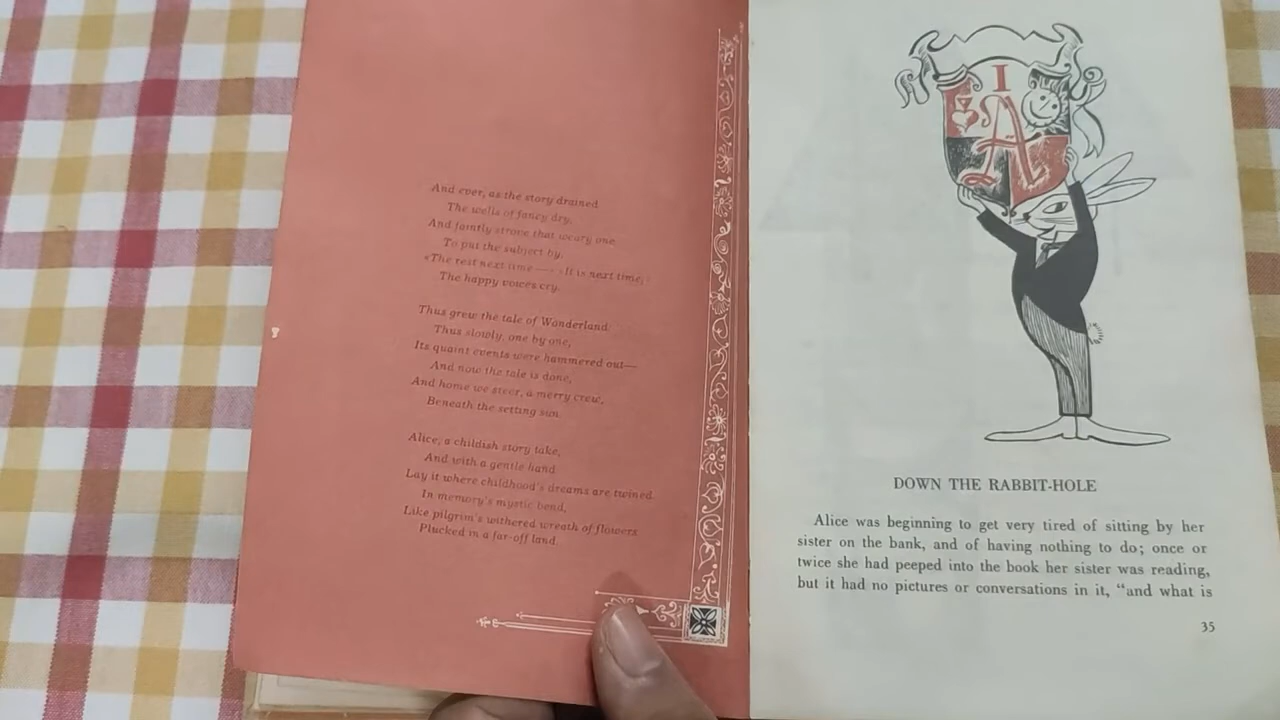 And ever, as the story drained
The wells of fancy dry,
And faintly strove that weary one
To put the subject by,
«The rest next time —» «It is next time,»
The happy voices cry.
Thus grew the tale of Wonderland:
Thus slowly, one by one,
Its quaint events were hammered out—
And now the tale is done,
And home we steer, a merry crew,
Beneath the setting sun.
Alice, a childish story take,
And with a gentle hand
Lay it where childhood's dreams are twined
In memory's mystic band,
Like pilgrim's withered wreath of flowers
Plucked in a far-off land.
I
A
DOWN THE RABBIT-HOLE
Alice was beginning to get very tired of sitting by her
sister on the bank, and of having nothing to do; once or
twice she had peeped into the book her sister was reading,
but it had no pictures or conversations in it, “and what is
35